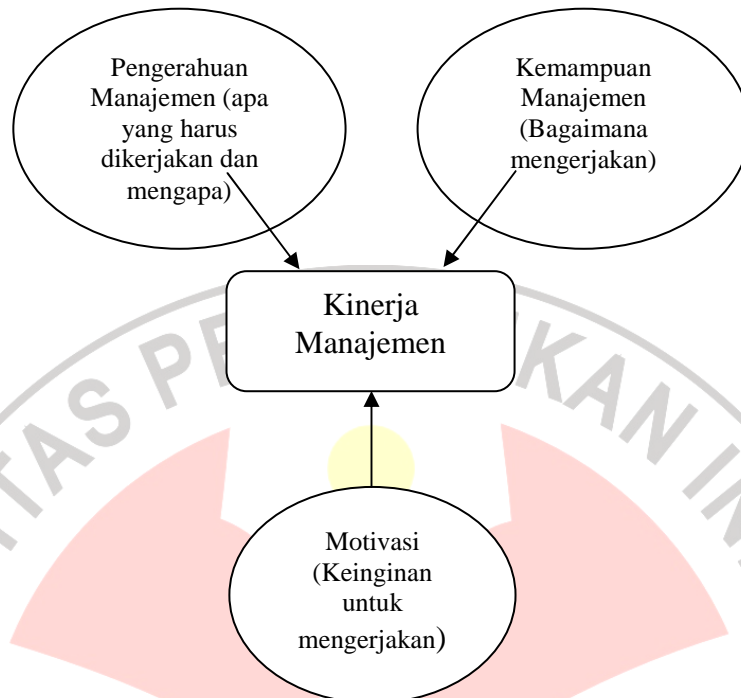 Pengerahuan
Manajemen (apa
yang harus
dikerjakan dan
mengapa)
Kemampuan
Manajemen
(Bagaimana
mengerjakan)
Kinerja
Manajemen
Motivasi
(Keinginan
untuk
mengerjakan)